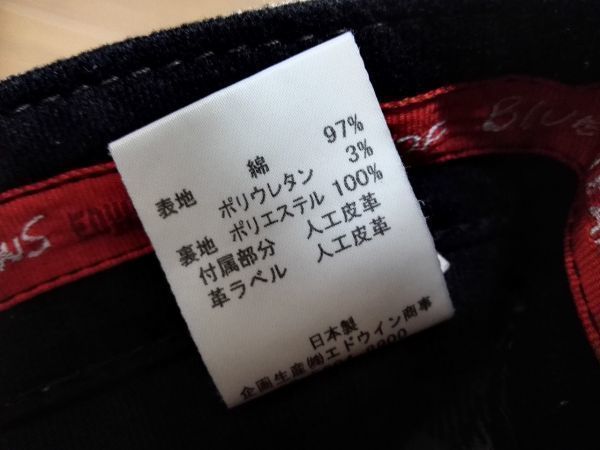 表地 綿 97%
ポリウレタン 3%
裏地 ポリエステル 100%
付属部分 人工皮革
革ラベル 人工皮革
日本製
企画生産㈱エドウイン商事
BLUE